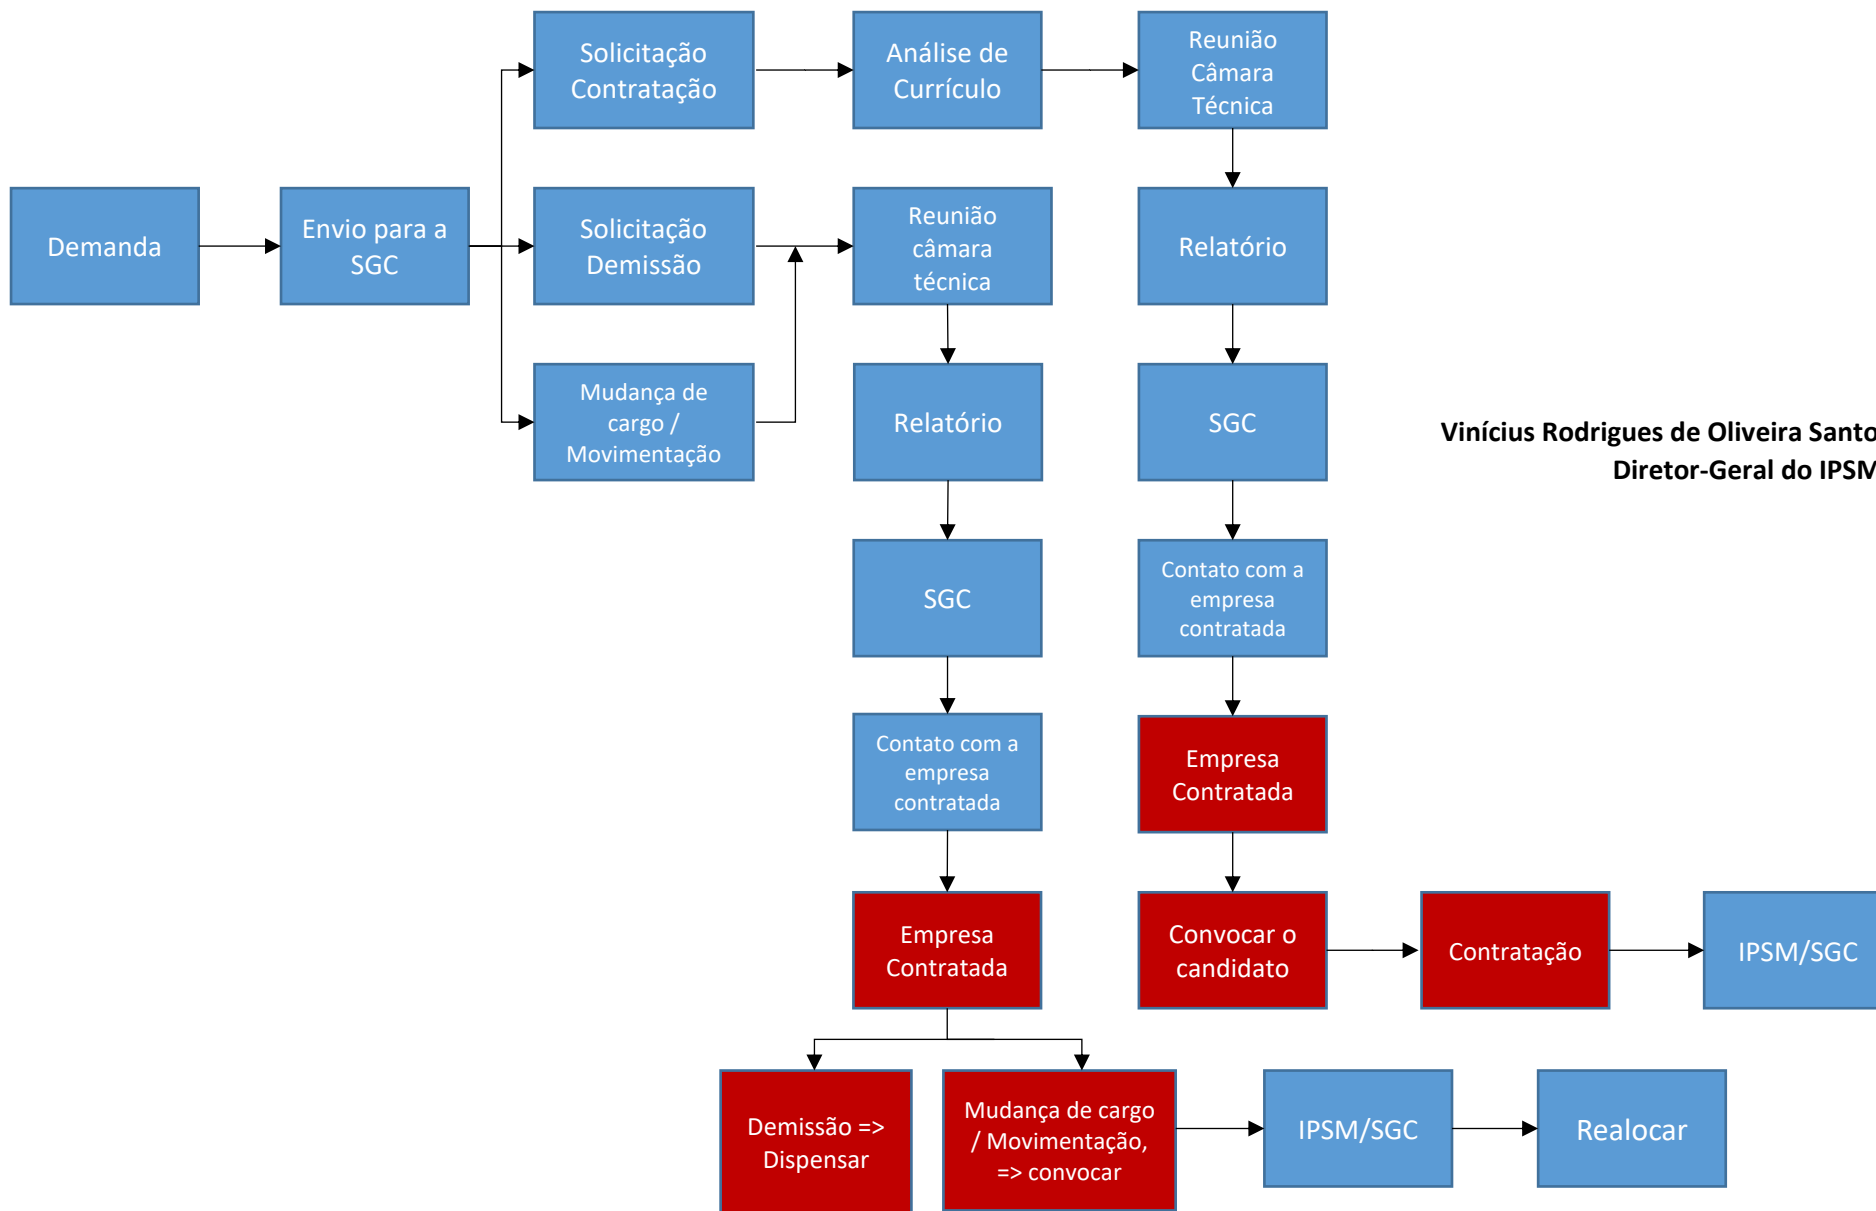 Solicitação
Contratação
Análise de
Currículo
Reunião
Câmara
Técnica
Demanda
Envio para a
SGC
Solicitação
Demissão
Reunião
câmara
técnica
Relatório
Mudança de
cargo /
Movimentação
Relatório
SGC
Vinícius Rodrigues de Oliveira Santo
Diretor-Geral do IPSM
SGC
Contato com a
empresa
contratada
Contato com a
empresa
contratada
Empresa
Contratada
Empresa
Contratada
Convocar o
candidato
Contratação
IPSM/SGC
Demissão =>
Dispensar
Mudança de cargo
/ Movimentação,
=> convocar
IPSM/SGC
Realocar